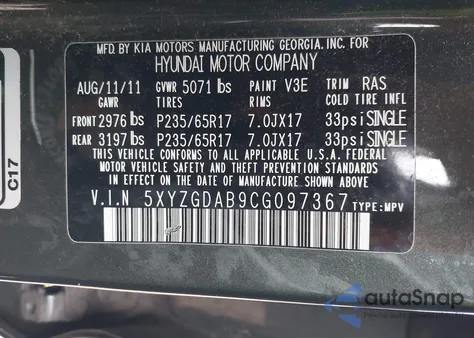 MFD. BY KIA MOTORS MANUFACTURING GEORGIA, INC. FOR
HYUNDAI MOTOR COMPANY
AUG/11/11 GVWR 5071 lbs PAINT V3E TRIM RAS
GAWR TIRES RIMS COLD TIRE INFL
FRONT 2976 lbs P235/65R17 7.0JX17 33psi SINGLE
REAR 3197 lbs P235/65R17 7.0JX17 33psi SINGLE
THIS VEHICLE CONFORMS TO ALL APPLICABLE U.S.A. FEDERAL
MOTOR VEHICLE SAFETY AND THEFT PREVENTION STANDARDS
IN EFFECT ON THE DATE OF MANUFACTURE SHOWN ABOVE
V.I.N 5XYZGDAB9CG097367 TYPE:MPV
C17
autoSnap